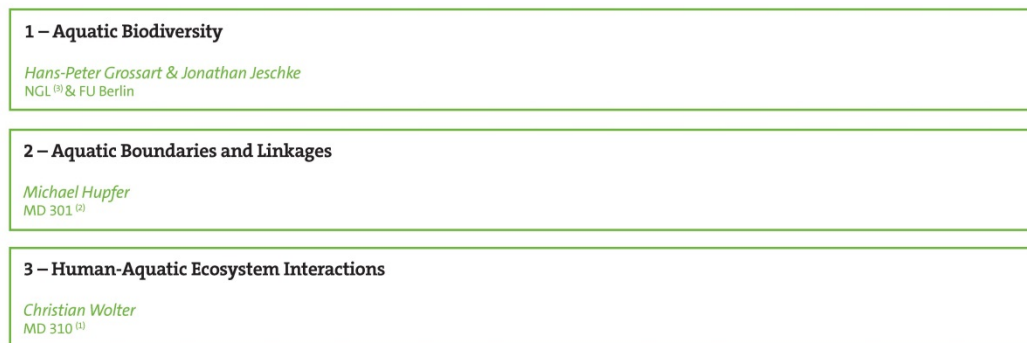 1 – Aquatic Biodiversity
Hans-Peter Grossart & Jonathan Jeschke
NGL (3) & FU Berlin
2 – Aquatic Boundaries and Linkages
Michael Hupfer
MD 301 (2)
3 – Human-Aquatic Ecosystem Interactions
Christian Wolter
MD 310 (1)